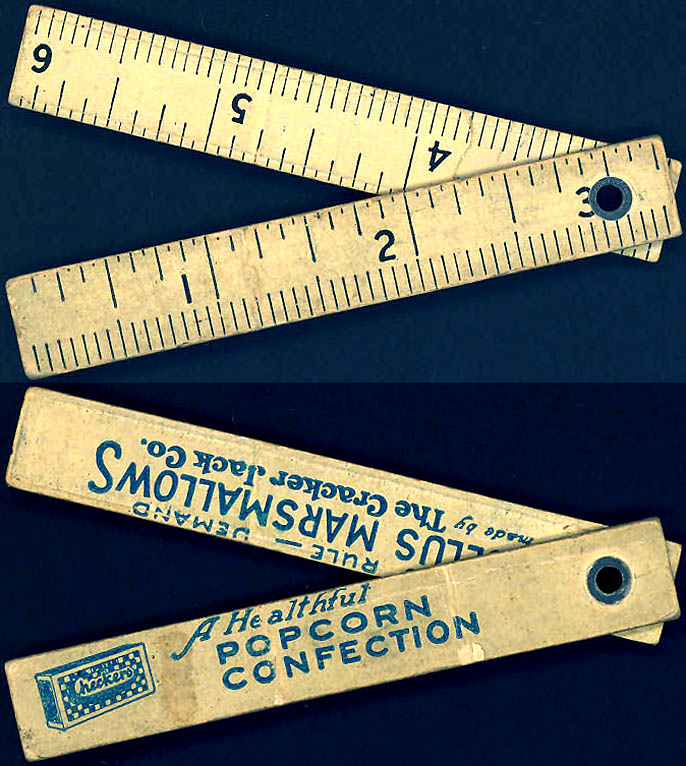 6
5
4
3
2
1
RULE — DEMAND
ELLUS MARSMALLOWS
made by The Cracker Jack Co.
A Healthful
POPCORN
CONFECTION
Checkers